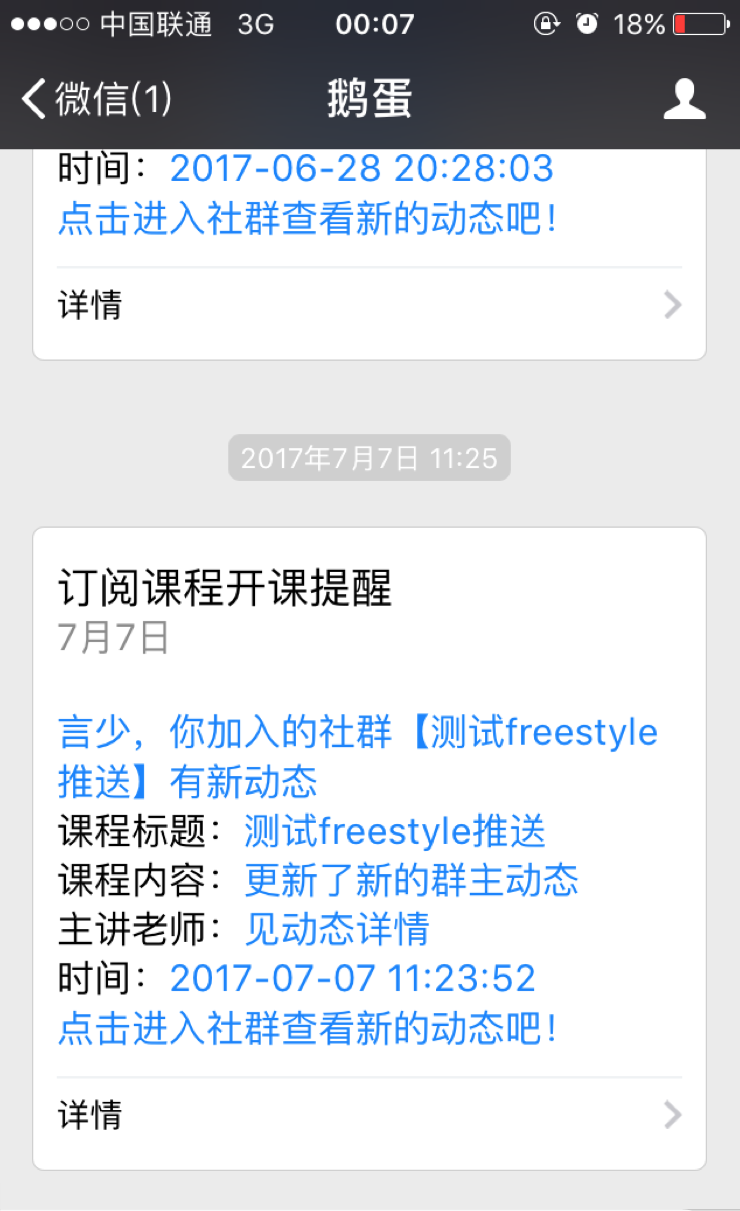 中国联通 3G 00:07 18%
微信(1) 鹅蛋
时间：2017-06-28 20:28:03
点击进入社群查看新的动态吧！
详情
2017年7月7日 11:25
订阅课程开课提醒
7月7日
言少，你加入的社群【测试freestyle
推送】有新动态
课程标题：测试freestyle推送
课程内容：更新了新的群主动态
主讲老师：见动态详情
时间：2017-07-07 11:23:52
点击进入社群查看新的动态吧！
详情